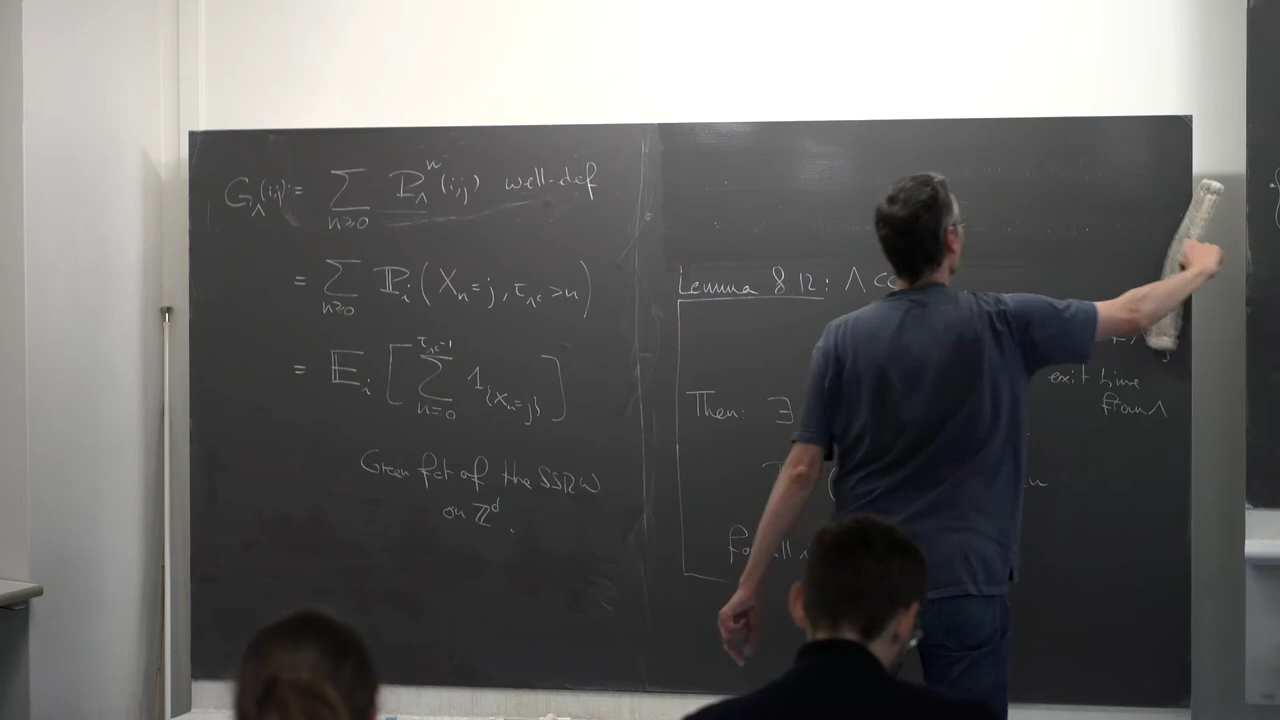 G_Λ(i,j) = Σ_{n≥0} P_Λ^n(i,j) well-def
= Σ_{n≥0} ℙ_i(X_n=j, τ_{Λ^c}>n)
= 𝔼_i[Σ_{n=0}^{τ_{Λ^c}-1} 1_{X_n=j}]
Green fct of the SSRW
on ℤ^d.
Lemma 8.12: Λ
exit time
from Λ
Then: ∃
for all